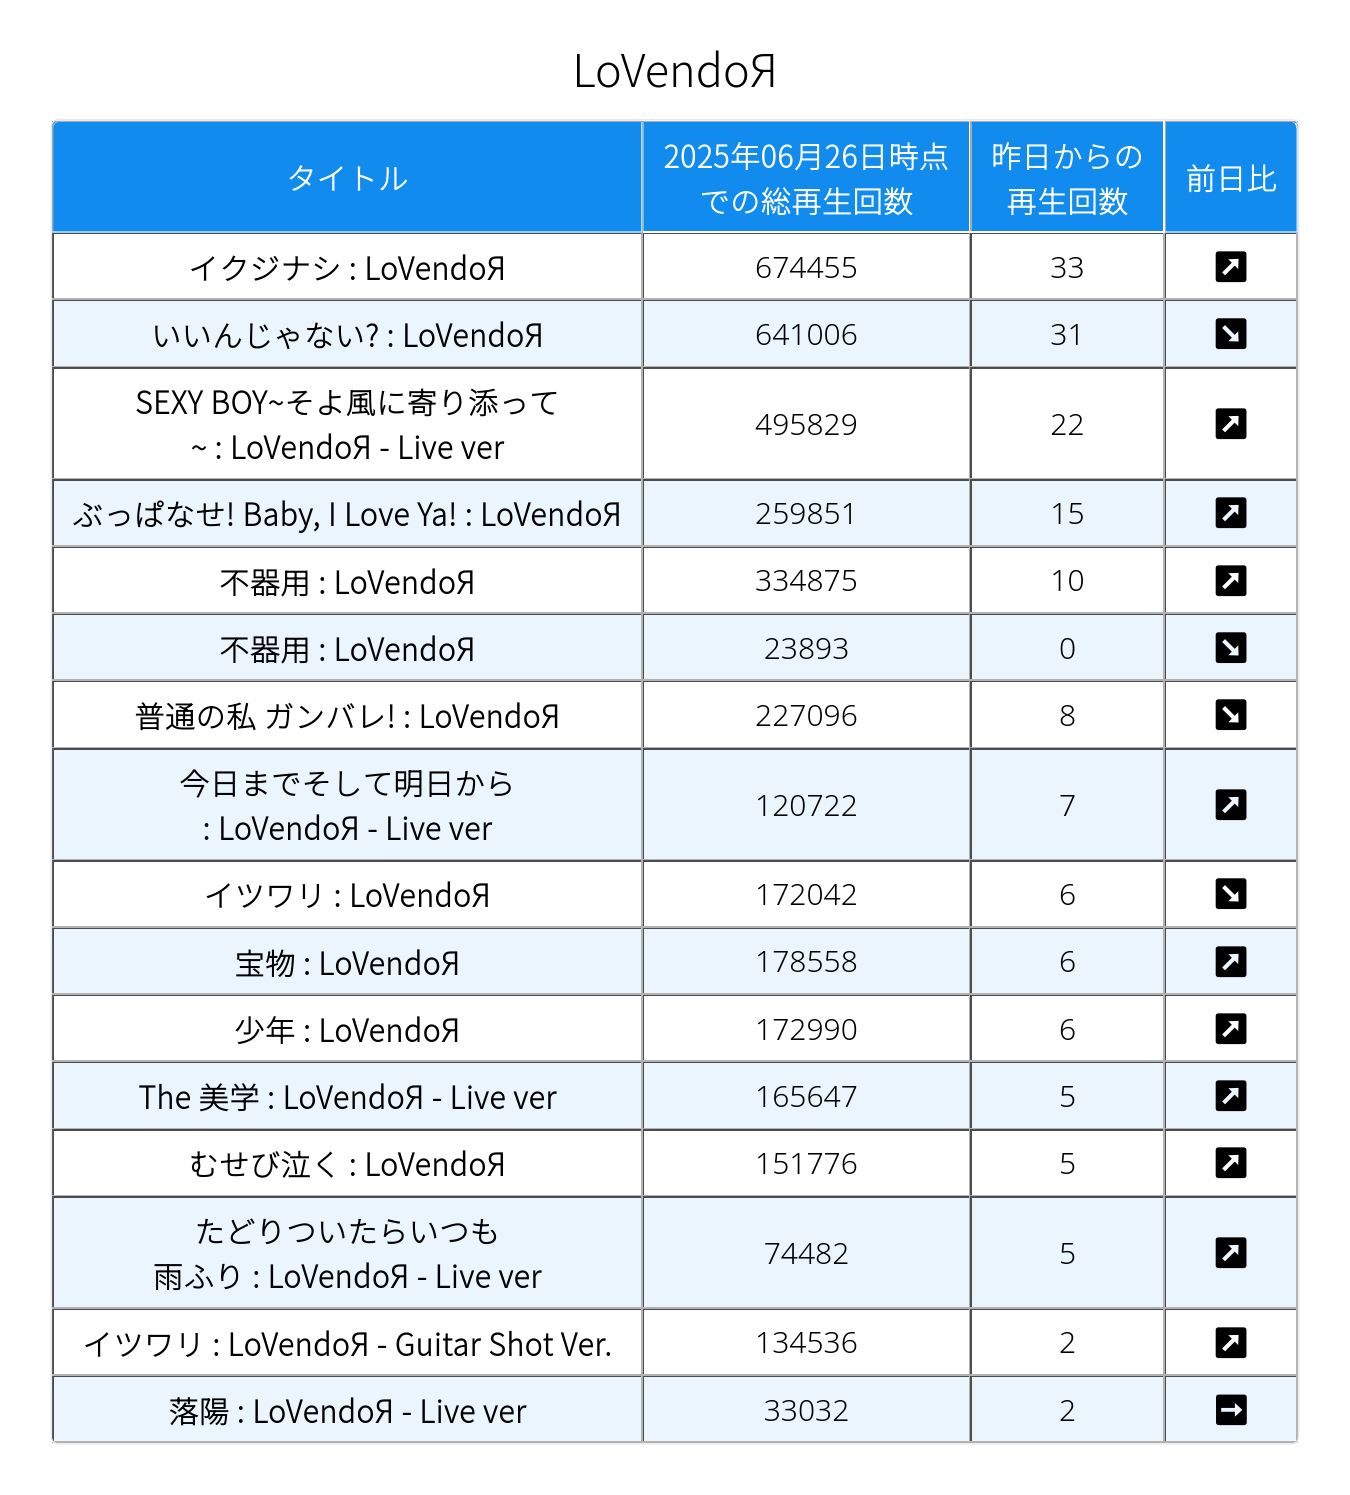 LoVendoЯ
タイトル
2025年06月26日時点
での総再生回数
昨日からの
再生回数
前日比
イクジナシ : LoVendoЯ 674455 33
いいんじゃない? : LoVendoЯ 641006 31
SEXY BOY~そよ風に寄り添って
~ : LoVendoЯ - Live ver 495829 22
ぶっぱなせ! Baby, I Love Ya! : LoVendoЯ 259851 15
不器用 : LoVendoЯ 334875 10
不器用 : LoVendoЯ 23893 0
普通の私 ガンバレ! : LoVendoЯ 227096 8
今日までそして明日から
: LoVendoЯ - Live ver 120722 7
イツワリ : LoVendoЯ 172042 6
宝物 : LoVendoЯ 178558 6
少年 : LoVendoЯ 172990 6
The 美学 : LoVendoЯ - Live ver 165647 5
むせび泣く : LoVendoЯ 151776 5
たどりついたらいつも
雨ふり : LoVendoЯ - Live ver 74482 5
イツワリ : LoVendoЯ - Guitar Shot Ver. 134536 2
落陽 : LoVendoЯ - Live ver 33032 2